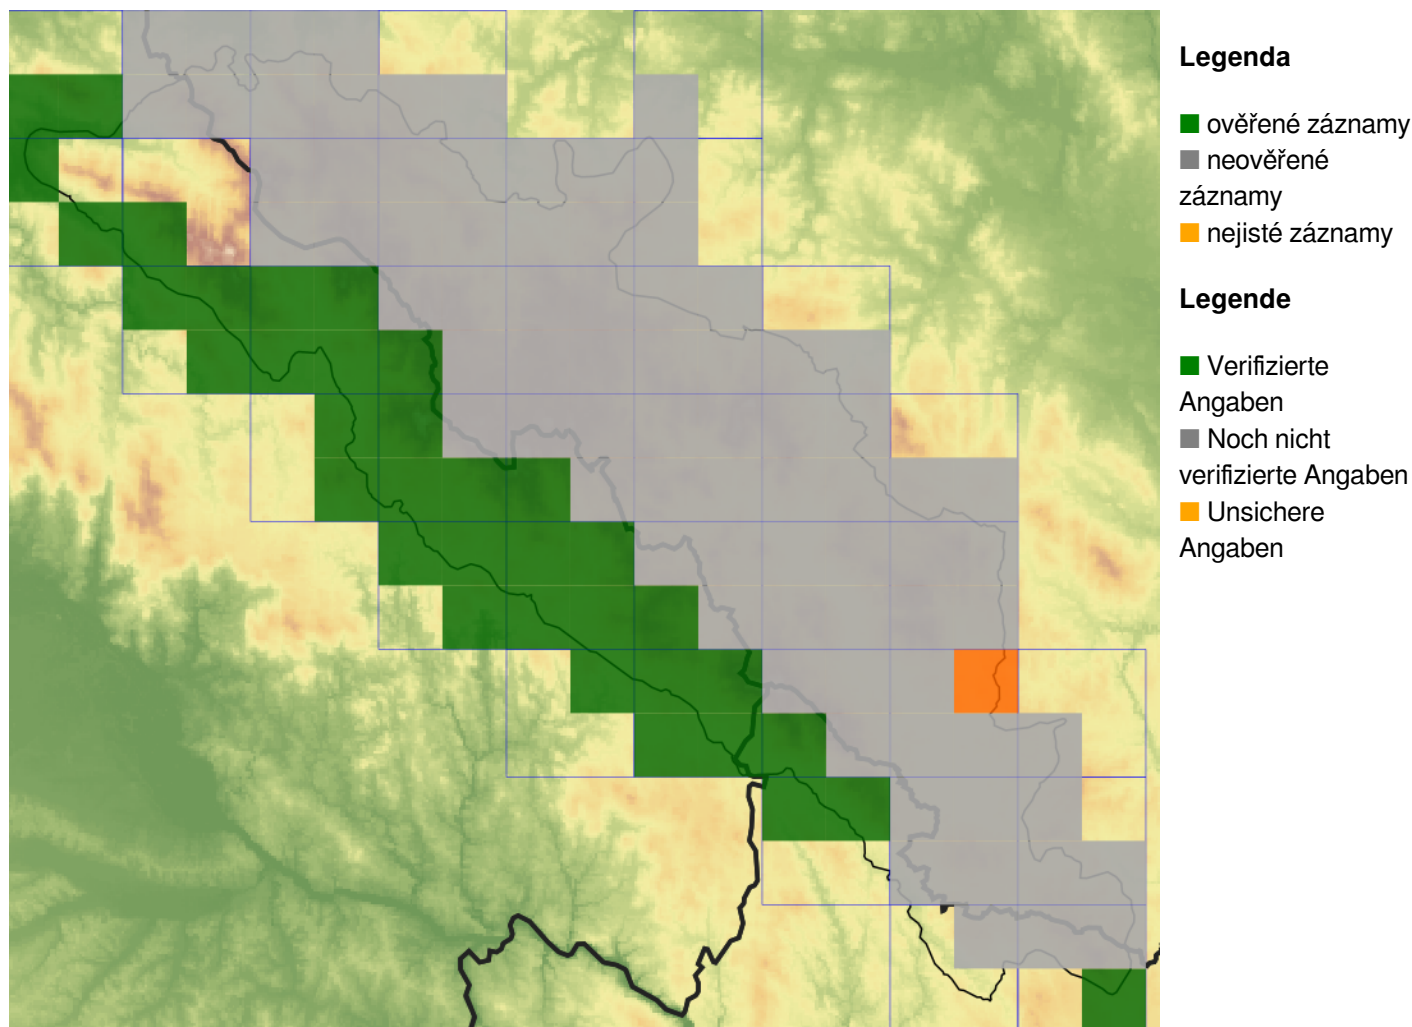 Legenda
ověřené záznamy
neověřené
záznamy
nejisté záznamy
Legende
Verifizierte
Angaben
Noch nicht
verifizierte Angaben
Unsichere
Angaben